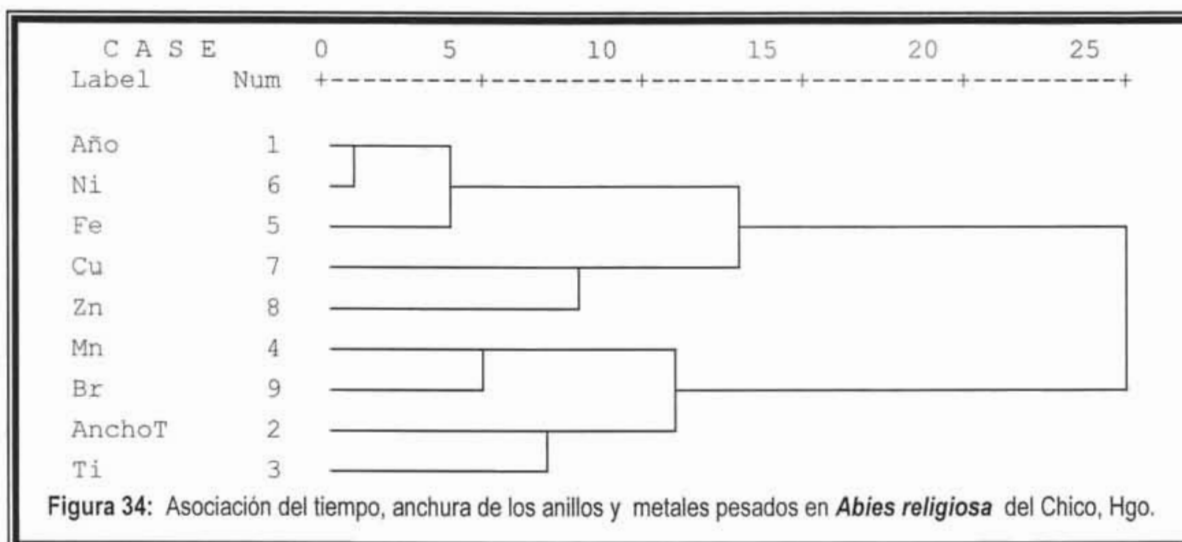 C A S E 0 5 10 15 20 25
Label Num +---------+---------+---------+---------+---------+
Año 1
Ni 6
Fe 5
Cu 7
Zn 8
Mn 4
Br 9
AnchoT 2
Ti 3
Figura 34: Asociación del tiempo, anchura de los anillos y metales pesados en Abies religiosa del Chico, Hgo.